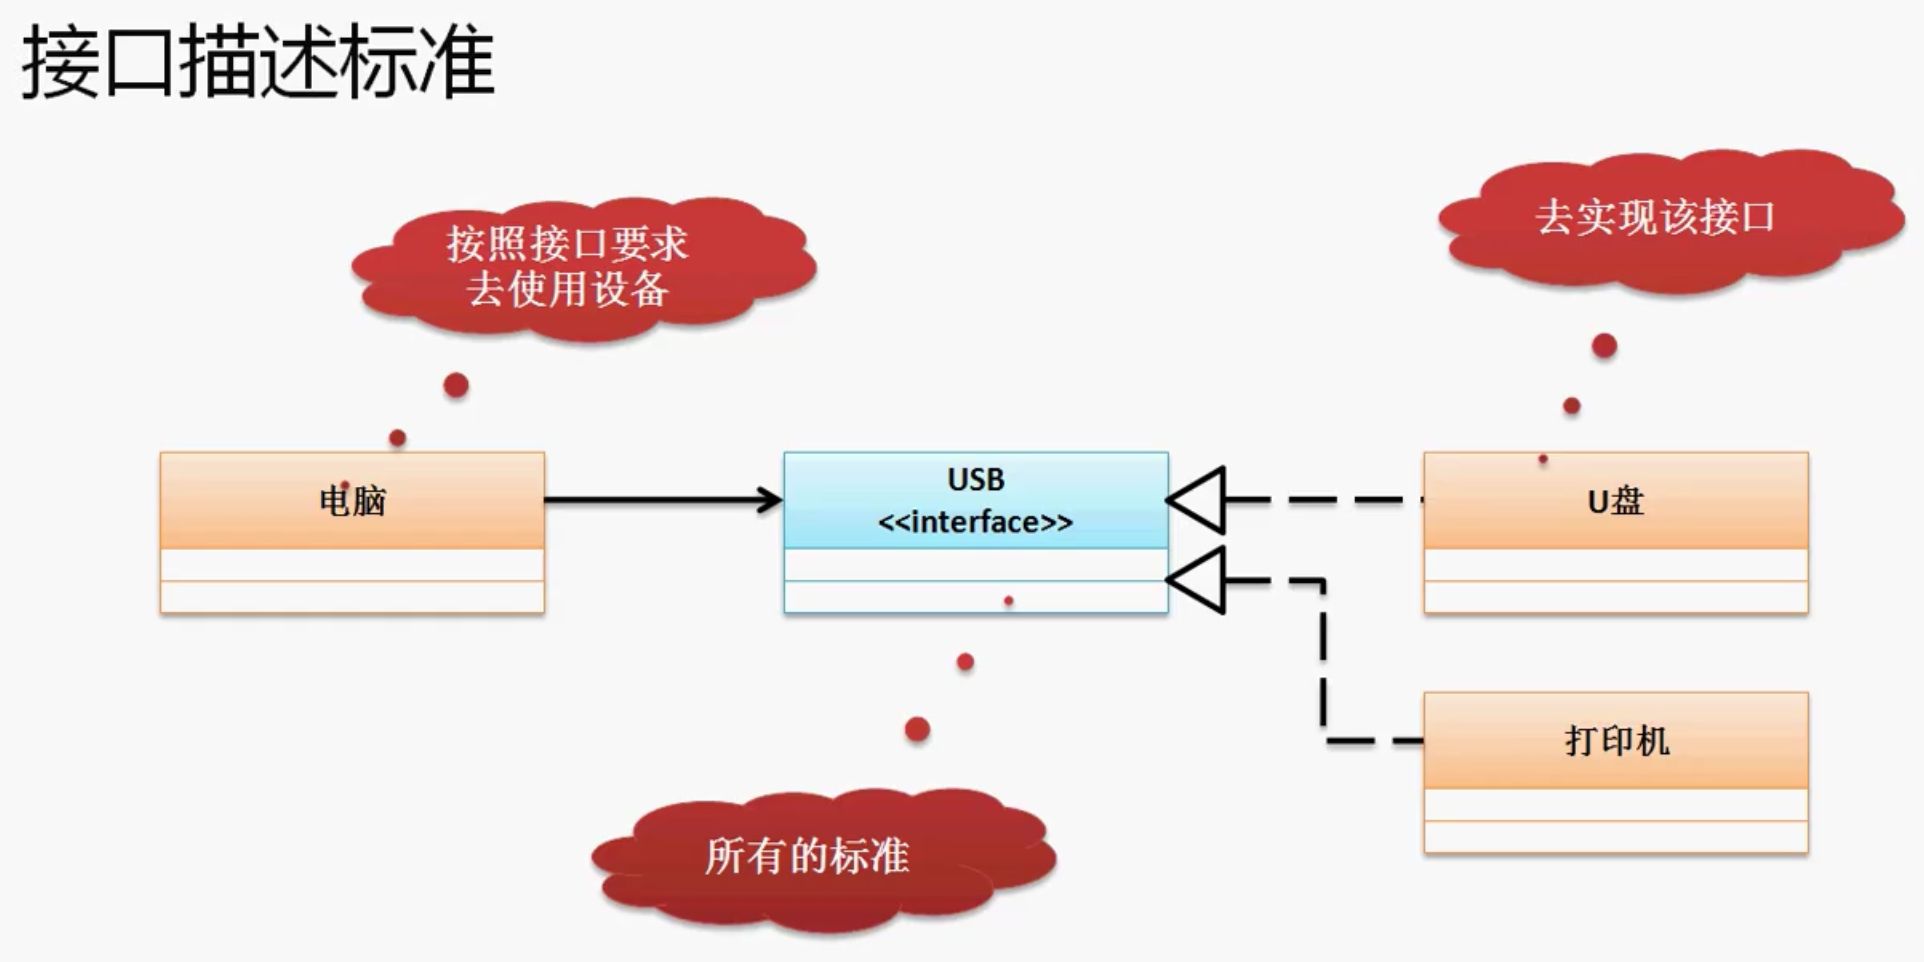 接口描述标准
按照接口要求
去使用设备
去实现该接口
电脑
USB
<<interface>>
U盘
打印机
所有的标准